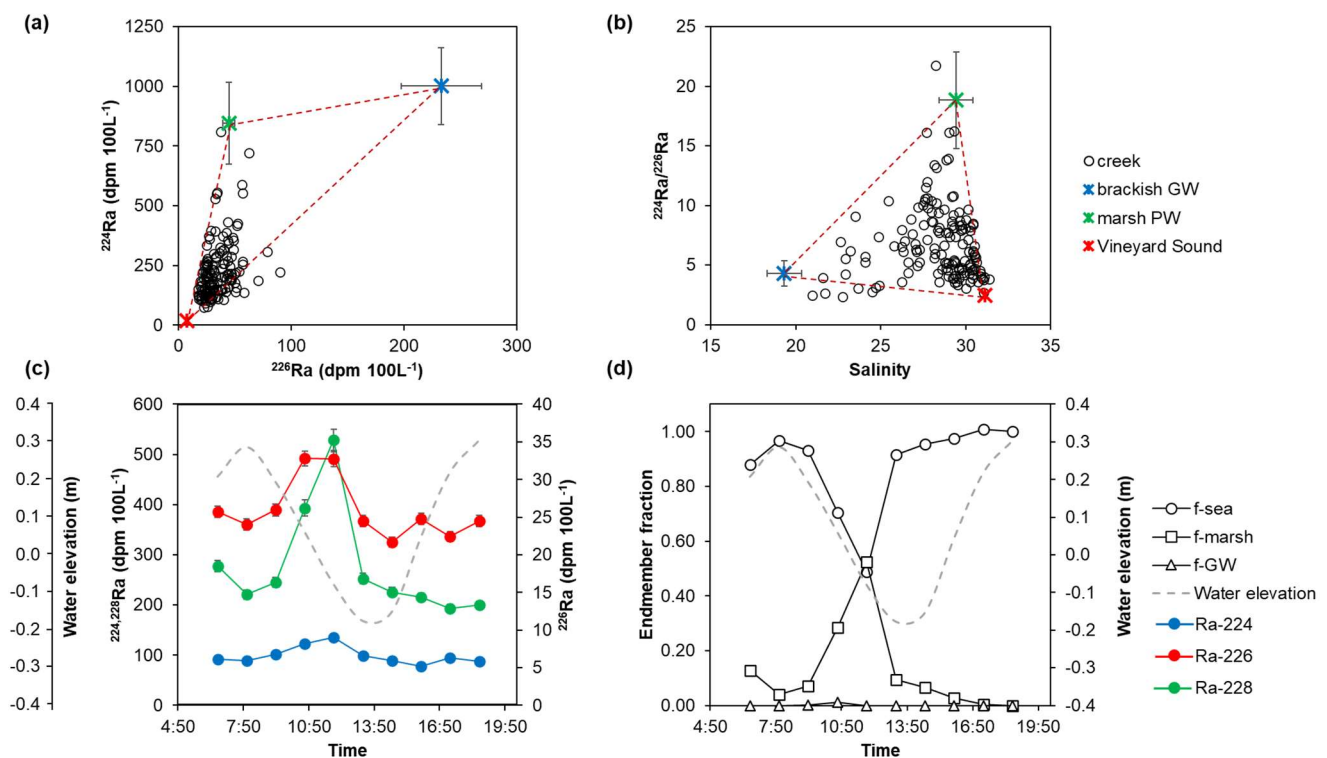 (a)
1250
1000
750
500
250
0
²²⁴Ra (dpm 100L⁻¹)
0 100 200 300
²²⁶Ra (dpm 100L⁻¹)
(b)
25
20
15
10
5
0
²²⁴Ra/²²⁶Ra
15 20 25 30 35
Salinity
creek
brackish GW
marsh PW
Vineyard Sound
(c)
0.4
0.3
0.2
0.1
0.0
-0.1
-0.2
-0.3
-0.4
Water elevation (m)
600
500
400
300
200
100
0
²²⁴,²²⁸Ra (dpm 100L⁻¹)
40
35
30
25
20
15
10
5
0
²²⁶Ra (dpm 100L⁻¹)
4:50 7:50 10:50 13:50 16:50 19:50
Time
(d)
1.00
0.80
0.60
0.40
0.20
0.00
Endmember fraction
0.4
0.3
0.2
0.1
0.0
-0.1
-0.2
-0.3
-0.4
Water elevation (m)
4:50 7:50 10:50 13:50 16:50 19:50
Time
f-sea
f-marsh
f-GW
Water elevation
Ra-224
Ra-226
Ra-228